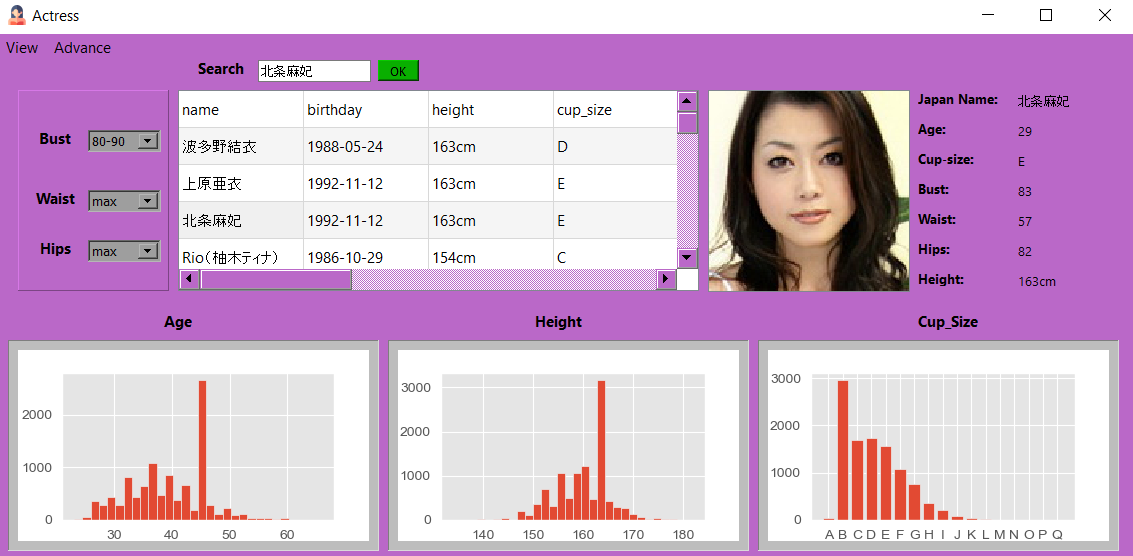 Actress
View Advance
Search 北条麻妃 OK
Bust 80-90
Waist max
Hips max
name birthday height cup_size
波多野結衣 1988-05-24 163cm D
上原亜衣 1992-11-12 163cm E
北条麻妃 1992-11-12 163cm E
Rio（柚木ティナ） 1986-10-29 154cm C
Japan Name: 北条麻妃
Age: 29
Cup-size: E
Bust: 83
Waist: 57
Hips: 82
Height: 163cm
Age
2000
1000
0
30 40 50 60
Height
3000
2000
1000
0
140 150 160 170 180
Cup_Size
3000
2000
1000
0
A B C D E F G H I J K L M N O P Q